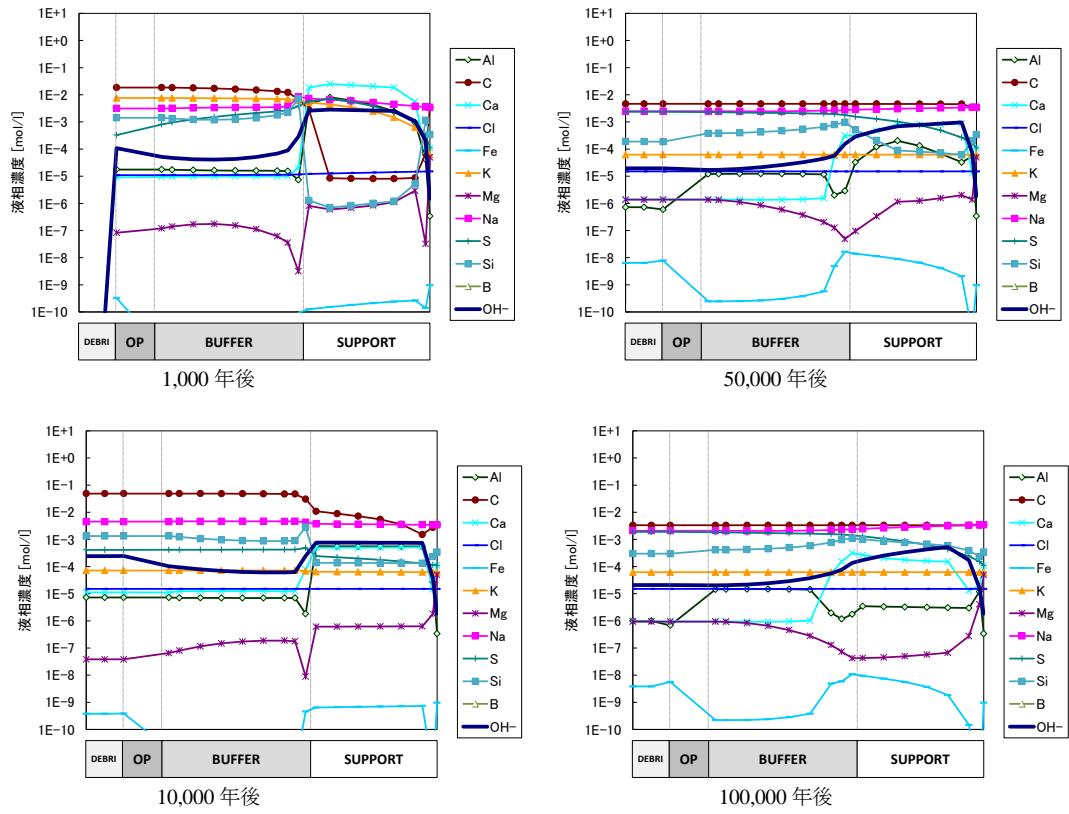 1E+1
1E+0
1E-1
1E-2
1E-3
1E-4
1E-5
1E-6
1E-7
1E-8
1E-9
1E-10
液相濃度 [mol/l]
Al
C
Ca
Cl
Fe
K
Mg
Na
S
Si
B
OH-
DEBRI OP BUFFER SUPPORT
1,000 年後
1E+1
1E+0
1E-1
1E-2
1E-3
1E-4
1E-5
1E-6
1E-7
1E-8
1E-9
1E-10
液相濃度 [mol/l]
Al
C
Ca
Cl
Fe
K
Mg
Na
S
Si
B
OH-
DEBRI OP BUFFER SUPPORT
50,000 年後
1E+1
1E+0
1E-1
1E-2
1E-3
1E-4
1E-5
1E-6
1E-7
1E-8
1E-9
1E-10
液相濃度 [mol/l]
Al
C
Ca
Cl
Fe
K
Mg
Na
S
Si
B
OH-
DEBRI OP BUFFER SUPPORT
10,000 年後
1E+1
1E+0
1E-1
1E-2
1E-3
1E-4
1E-5
1E-6
1E-7
1E-8
1E-9
1E-10
液相濃度 [mol/l]
Al
C
Ca
Cl
Fe
K
Mg
Na
S
Si
B
OH-
DEBRI OP BUFFER SUPPORT
100,000 年後